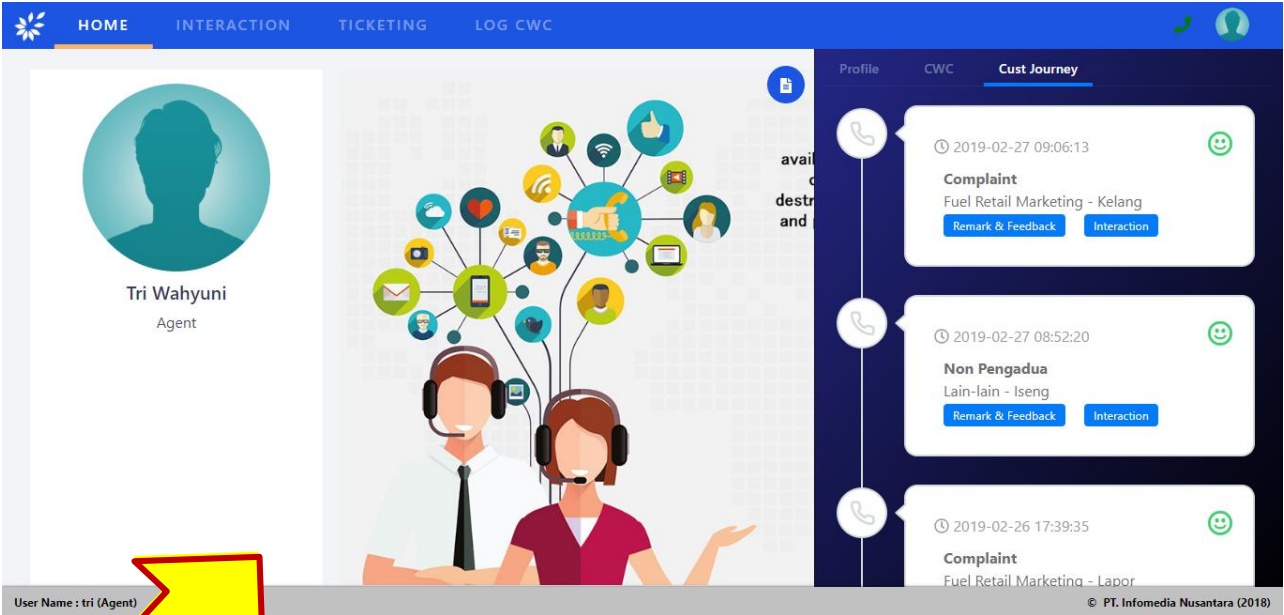 HOME INTERACTION TICKETING LOG CWC
Tri Wahyuni
Agent
avail
destr
and
Profile CWC Cust Journey
2019-02-27 09:06:13
Complaint
Fuel Retail Marketing - Kelang
Remark & Feedback Interaction
2019-02-27 08:52:20
Non Pengadua
Lain-lain - Iseng
Remark & Feedback Interaction
2019-02-26 17:39:35
Complaint
Fuel Retail Marketing - Lapor
User Name : tri (Agent)
© PT. Infomedia Nusantara (2018)